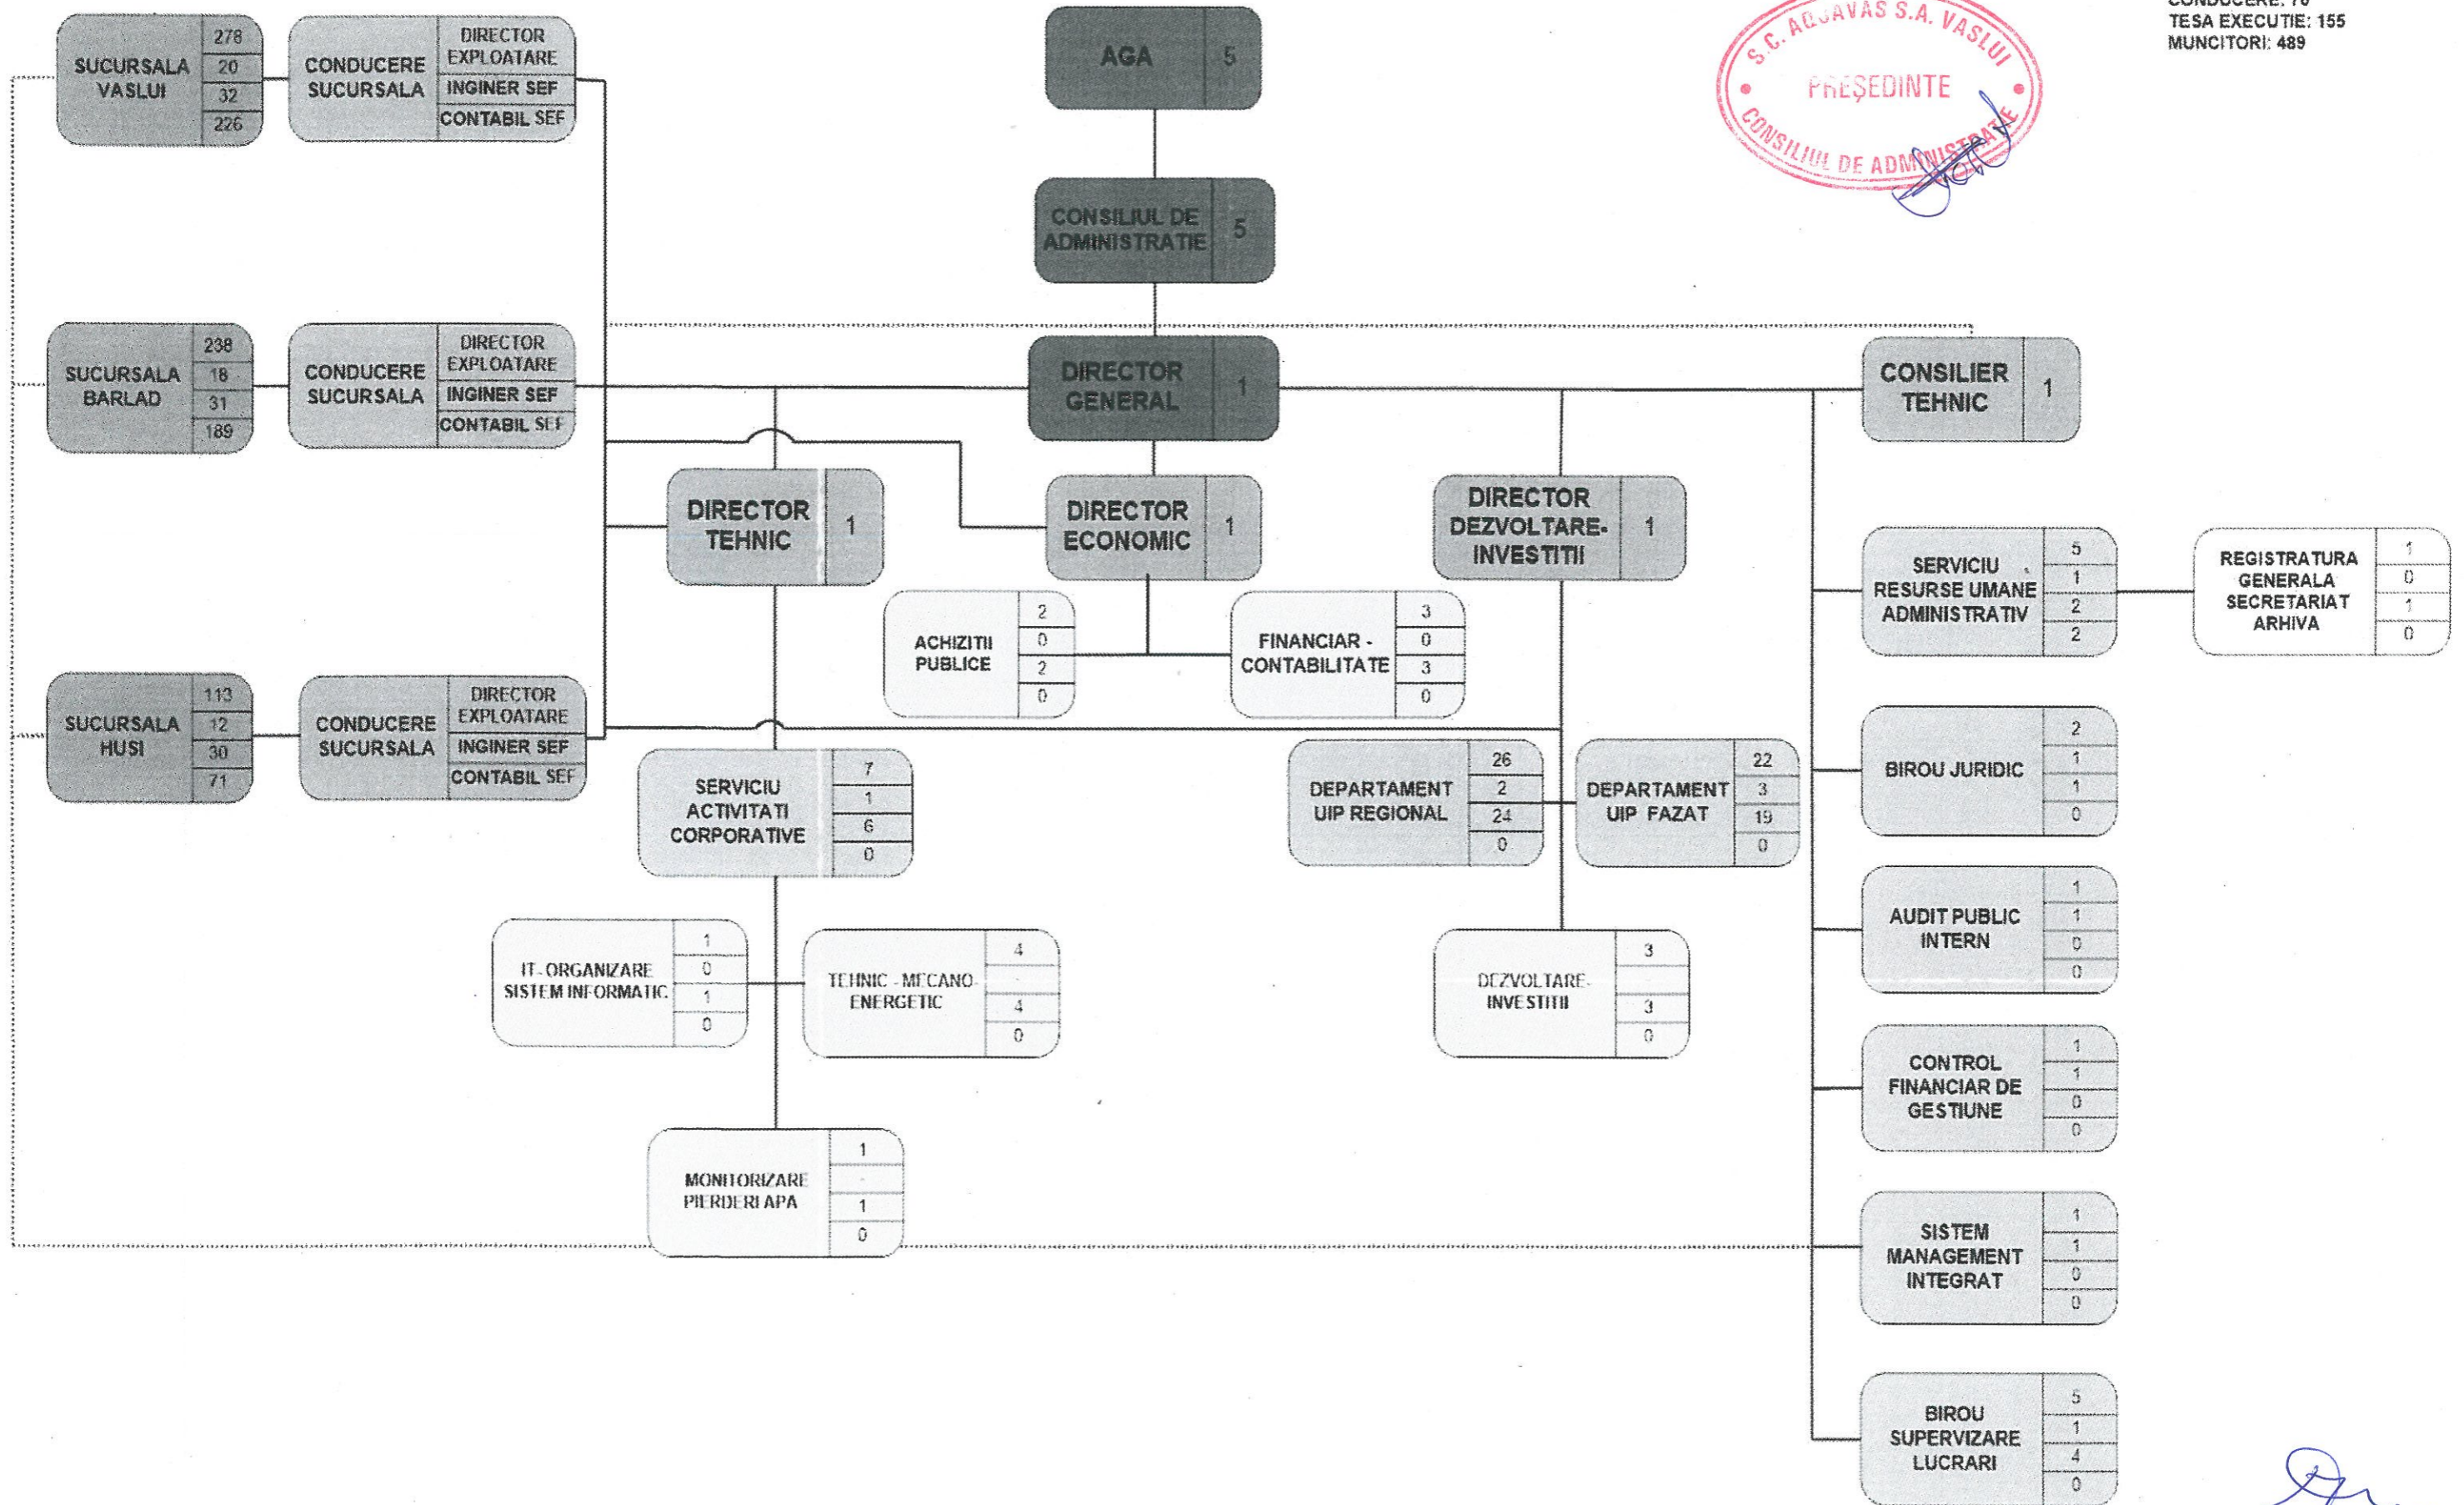 CONDUCERE: 70
TESA EXECUTIE: 155
MUNCITORI: 489
S.C. AQUAVAS S.A. VASLUI
PREŞEDINTE
CONSILIUL DE ADMINISTRATIE
AGA 5
CONSILIUL DE
ADMINISTRATIE
5
DIRECTOR
GENERAL
1
CONSILIER
TEHNIC
1
SUCURSALA
VASLUI
278
20
32
226
CONDUCERE
SUCURSALA
DIRECTOR
EXPLOATARE
INGINER SEF
CONTABIL SEF
SUCURSALA
BARLAD
238
18
31
189
CONDUCERE
SUCURSALA
DIRECTOR
EXPLOATARE
INGINER SEF
CONTABIL SEF
SUCURSALA
HUSI
113
12
30
71
CONDUCERE
SUCURSALA
DIRECTOR
EXPLOATARE
INGINER SEF
CONTABIL SEF
DIRECTOR
TEHNIC
1
DIRECTOR
ECONOMIC
1
DIRECTOR
DEZVOLTARE-
INVESTITII
1
ACHIZITII
PUBLICE
2
0
2
0
FINANCIAR -
CONTABILITATE
3
0
3
0
SERVICIU
ACTIVITATI
CORPORATIVE
7
1
6
0
DEPARTAMENT
UIP REGIONAL
26
2
24
0
DEPARTAMENT
UIP FAZAT
22
3
19
0
IT-ORGANIZARE
SISTEM INFORMATIC
1
0
1
0
TEHNIC - MECANO-
ENERGETIC
4
-
4
0
DEZVOLTARE-
INVESTITII
3
3
0
MONITORIZARE
PIERDERI APA
1
-
1
0
SERVICIU
RESURSE UMANE
ADMINISTRATIV
5
1
2
2
REGISTRATURA
GENERALA
SECRETARIAT
ARHIVA
1
0
1
0
BIROU JURIDIC
2
1
1
0
AUDIT PUBLIC
INTERN
1
1
0
0
CONTROL
FINANCIAR DE
GESTIUNE
1
1
0
0
SISTEM
MANAGEMENT
INTEGRAT
1
1
0
0
BIROU
SUPERVIZARE
LUCRARI
5
1
4
0